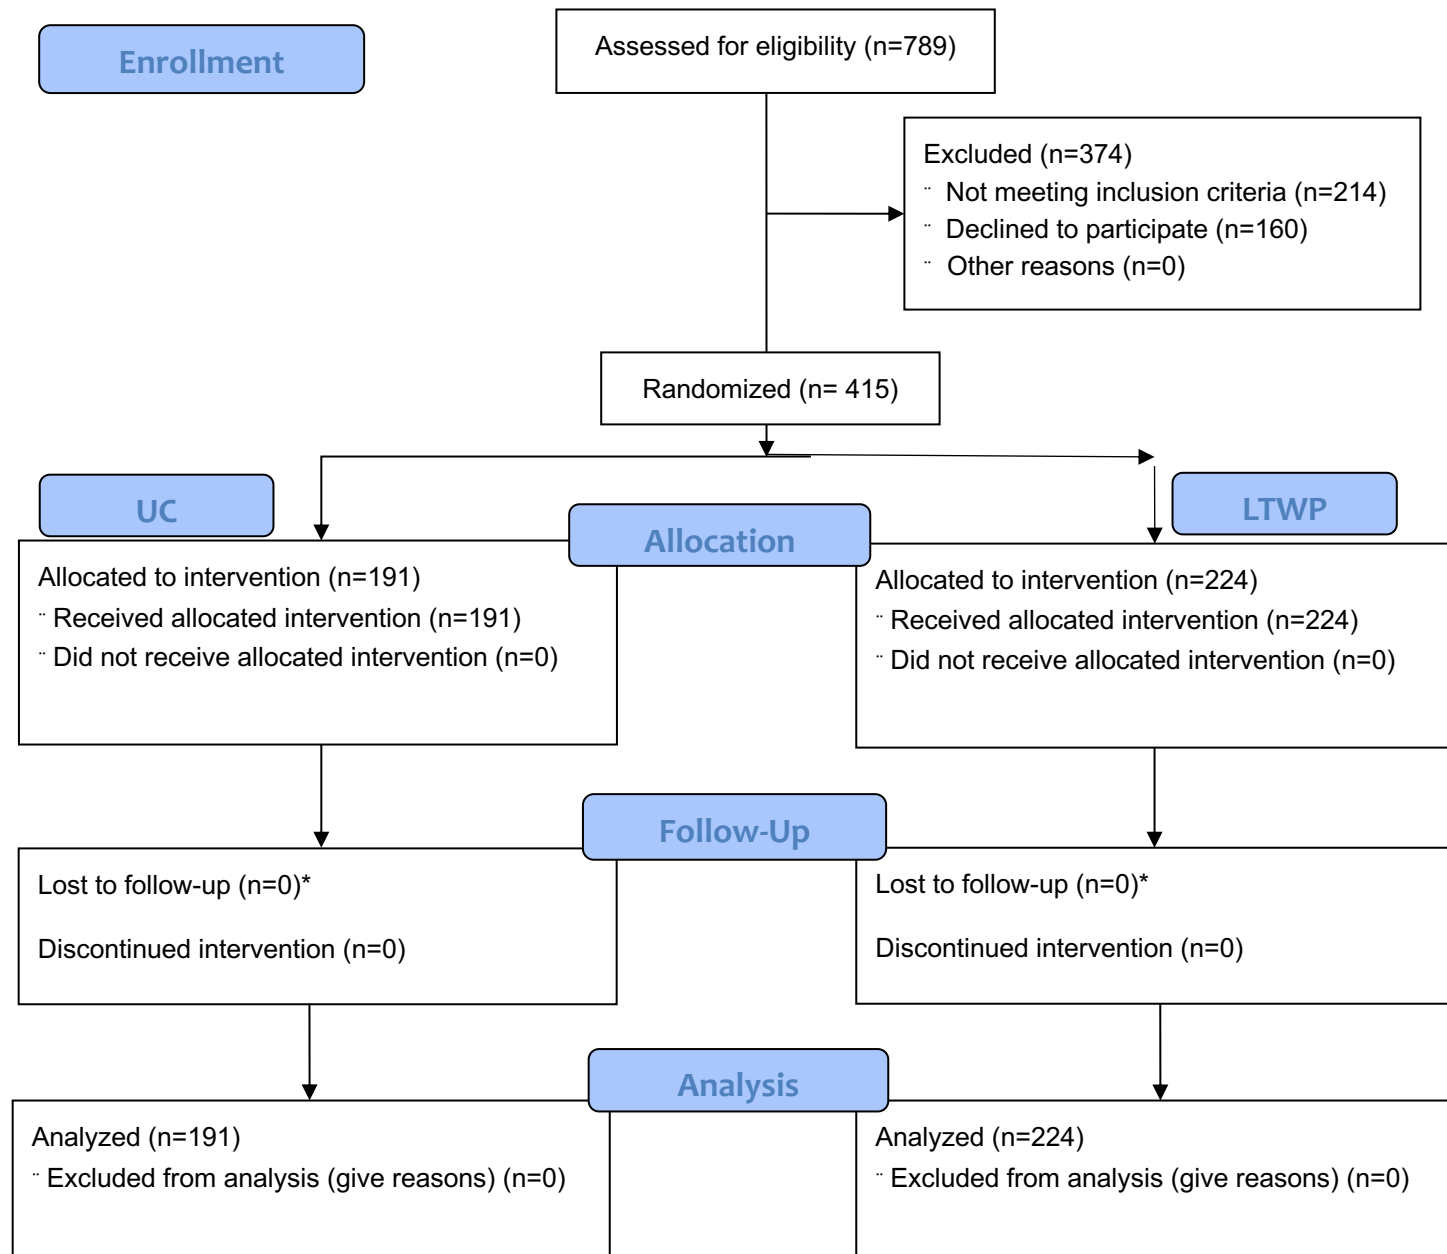 Enrollment
Assessed for eligibility (n=789)
Excluded (n=374)
¨ Not meeting inclusion criteria (n=214)
¨ Declined to participate (n=160)
¨ Other reasons (n=0)
Randomized (n= 415)
UC
Allocation
LTWP
Allocated to intervention (n=191)
¨ Received allocated intervention (n=191)
¨ Did not receive allocated intervention (n=0)
Allocated to intervention (n=224)
¨ Received allocated intervention (n=224)
¨ Did not receive allocated intervention (n=0)
Follow-Up
Lost to follow-up (n=0)*
Discontinued intervention (n=0)
Lost to follow-up (n=0)*
Discontinued intervention (n=0)
Analysis
Analyzed (n=191)
¨ Excluded from analysis (give reasons) (n=0)
Analyzed (n=224)
¨ Excluded from analysis (give reasons) (n=0)